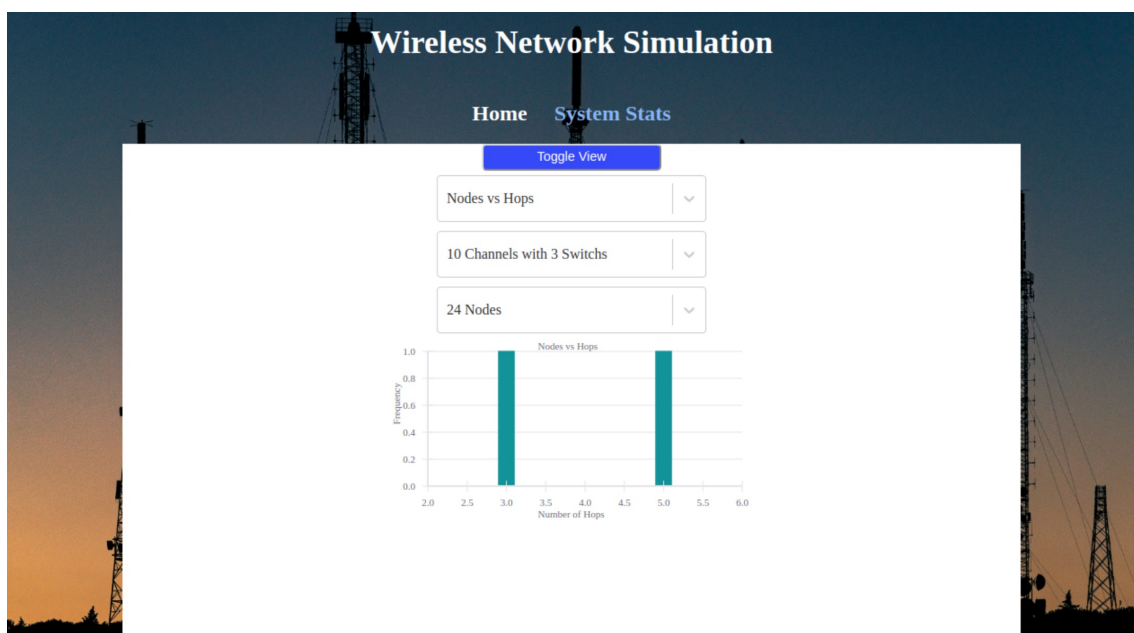 Wireless Network Simulation
Home System Stats
Toggle View
Nodes vs Hops
10 Channels with 3 Switchs
24 Nodes
Nodes vs Hops
1.0
0.8
0.6
0.4
0.2
0.0
Frequency
2.0 2.5 3.0 3.5 4.0 4.5 5.0 5.5 6.0
Number of Hops